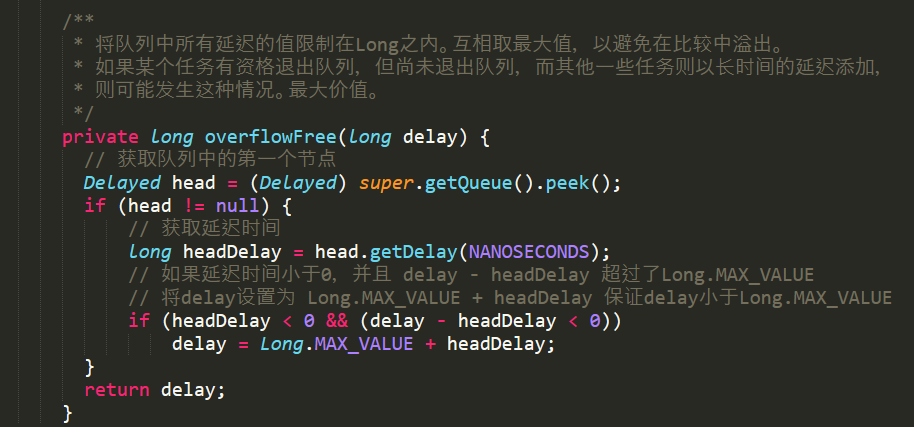 /**
 * 将队列中所有延迟的值限制在Long之内。互相取最大值，以避免在比较中溢出。
 * 如果某个任务有资格退出队列，但尚未退出队列，而其他一些任务则以长时间的延迟添加，
 * 则可能发生这种情况。最大价值。
 */
private long overflowFree(long delay) {
  // 获取队列中的第一个节点
  Delayed head = (Delayed) super.getQueue().peek();
  if (head != null) {
      // 获取延迟时间
      long headDelay = head.getDelay(NANOSECONDS);
      // 如果延迟时间小于0，并且 delay - headDelay 超过了Long.MAX_VALUE
      // 将delay设置为 Long.MAX_VALUE + headDelay 保证delay小于Long.MAX_VALUE
      if (headDelay < 0 && (delay - headDelay < 0))
          delay = Long.MAX_VALUE + headDelay;
  }
  return delay;
}